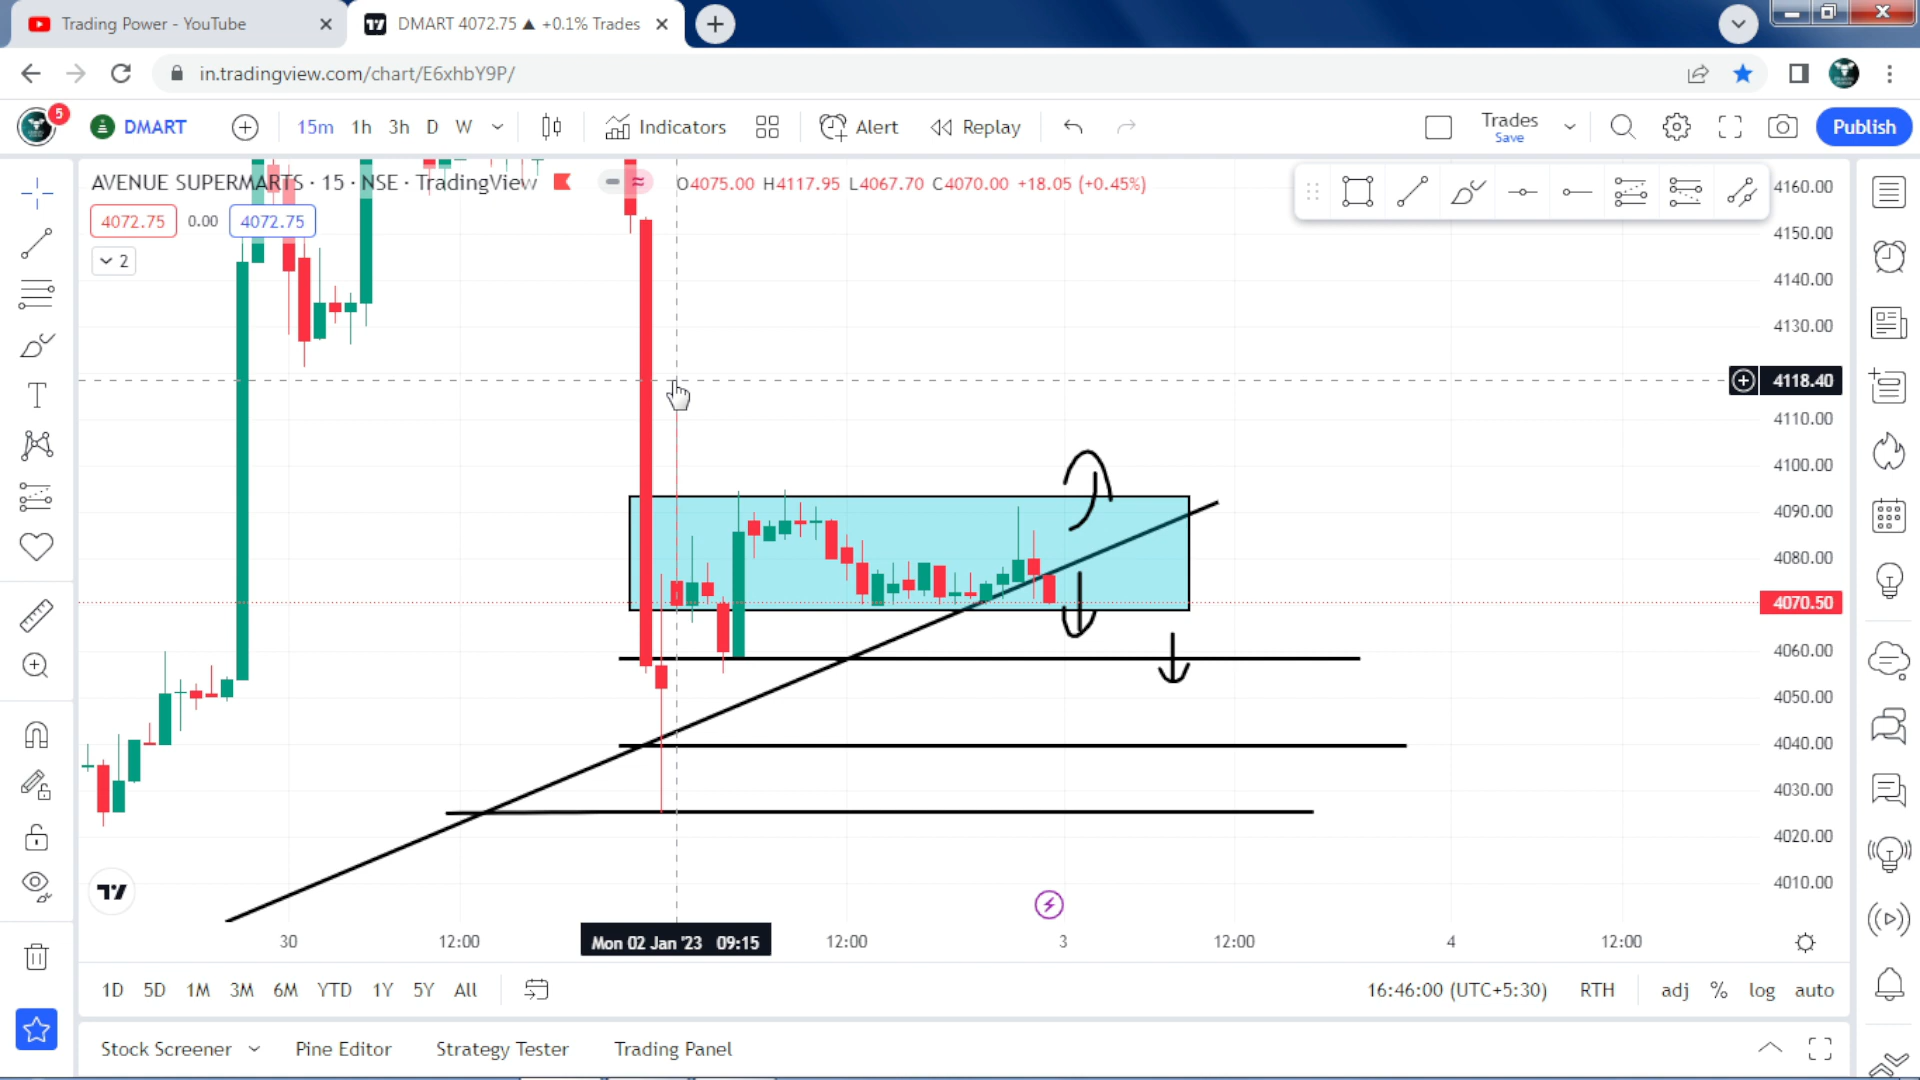 Trading Power - YouTube
DMART 4072.75 ▲ +0.1% Trades
in.tradingview.com/chart/E6xhbY9P/
5
DMART
15m 1h 3h D W
Indicators
Alert
Replay
Trades
Save
Publish
AVENUE SUPERMARTS · 15 · NSE · TradingView
O4075.00 H4117.95 L4067.70 C4070.00 +18.05 (+0.45%)
4072.75 0.00 4072.75
2
4160.00
4150.00
4140.00
4130.00
4118.40
4110.00
4100.00
4090.00
4080.00
4070.50
4060.00
4050.00
4040.00
4030.00
4020.00
4010.00
30 12:00 Mon 02 Jan '23 09:15 12:00 3 12:00 4 12:00
1D 5D 1M 3M 6M YTD 1Y 5Y All
16:46:00 (UTC+5:30) RTH adj % log auto
Stock Screener Pine Editor Strategy Tester Trading Panel